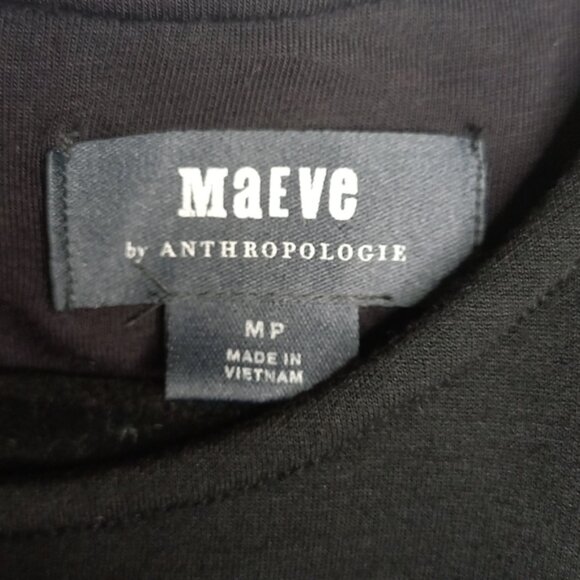 MaEVe
by ANTHROPOLOGIE
MP
MADE IN
VIETNAM